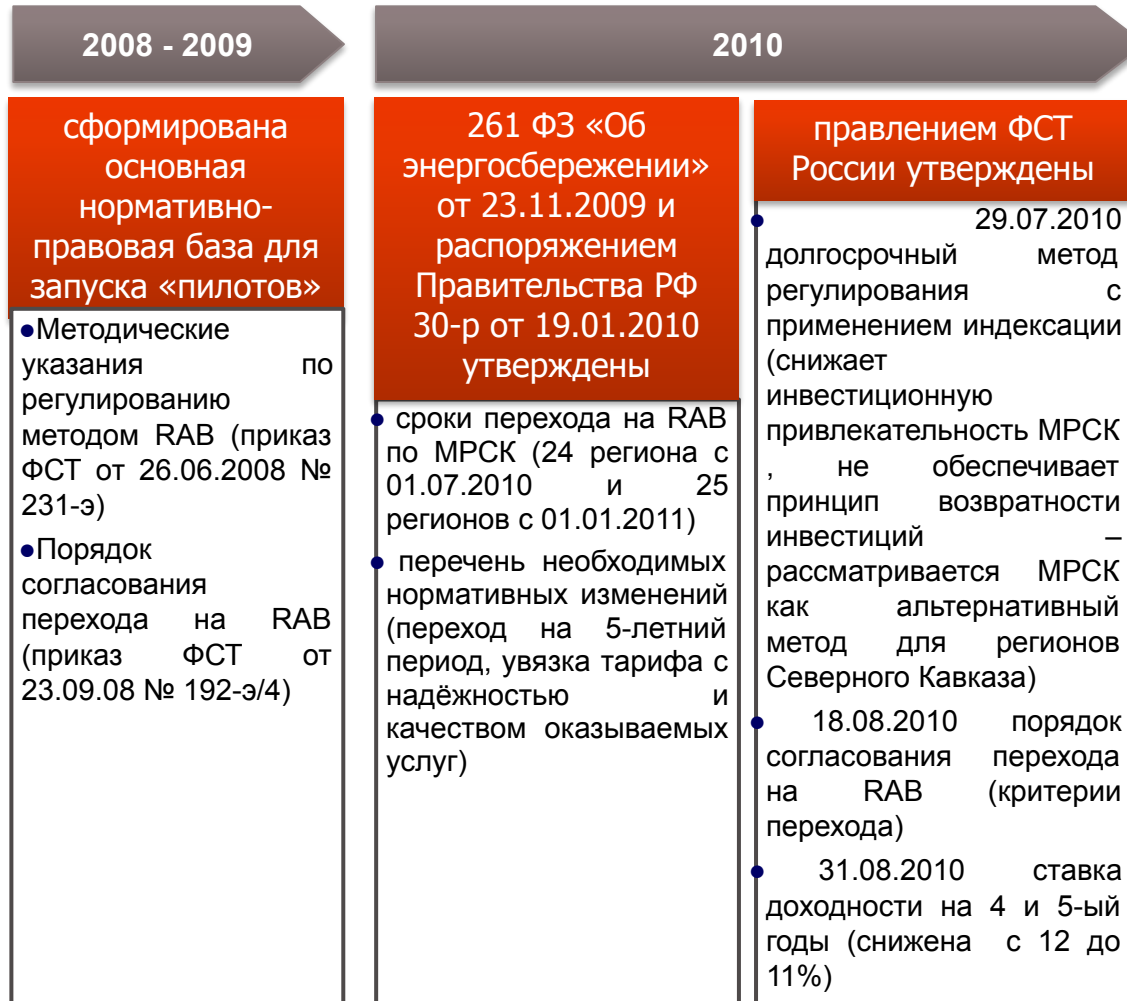 2008 - 2009
2010
сформирована
основная
нормативно-
правовая база для
запуска «пилотов»
●Методические
указания по
регулированию
методом RAB (приказ
ФСТ от 26.06.2008 №
231-э)
●Порядок
согласования
перехода на RAB
(приказ ФСТ от
23.09.08 № 192-э/4)
261 ФЗ «Об
энергосбережении»
от 23.11.2009 и
распоряжением
Правительства РФ
30-р от 19.01.2010
утверждены
● сроки перехода на RAB
по МРСК (24 региона с
01.07.2010 и 25
регионов с 01.01.2011)
● перечень необходимых
нормативных изменений
(переход на 5-летний
период, увязка тарифа с
надёжностью и
качеством оказываемых
услуг)
правлением ФСТ
России утверждены
● 29.07.2010
долгосрочный метод
регулирования с
применением индексации
(снижает
инвестиционную
привлекательность МРСК
, не обеспечивает
принцип возвратности
инвестиций –
рассматривается МРСК
как альтернативный
метод для регионов
Северного Кавказа)
● 18.08.2010 порядок
согласования перехода
на RAB (критерии
перехода)
● 31.08.2010 ставка
доходности на 4 и 5-ый
годы (снижена с 12 до
11%)